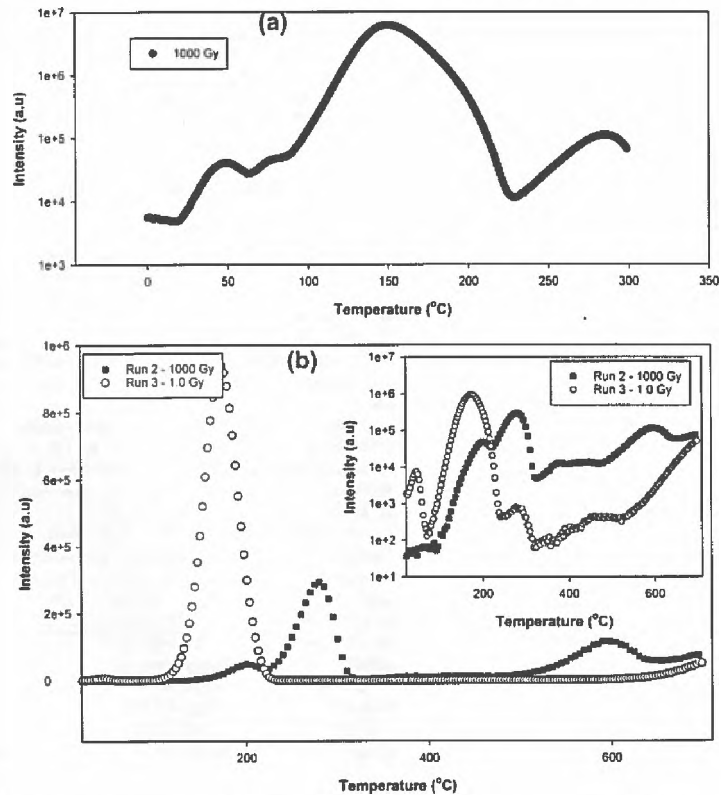 (a)
1000 Gy
Intensity (a.u)
1e+7
1e+6
1e+5
1e+4
1e+3
0
50
100
150
200
250
300
350
Temperature (°C)
(b)
Run 2 - 1000 Gy
Run 3 - 1.0 Gy
Intensity (a.u)
1e+6
8e+5
6e+5
4e+5
2e+5
0
200
400
600
Temperature (°C)
Run 2 - 1000 Gy
Run 3 - 1.0 Gy
Intensity (a.u)
1e+7
1e+6
1e+5
1e+4
1e+3
1e+2
1e+1
200
400
600
Temperature (°C)